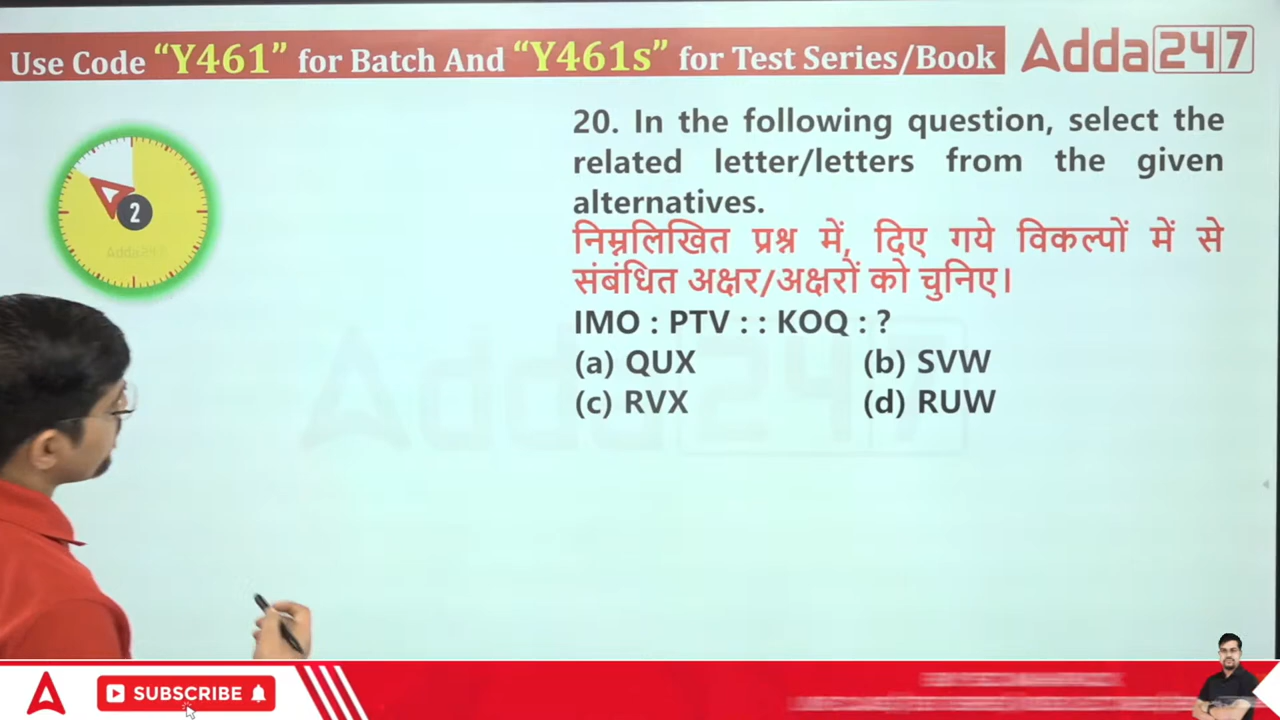 Use Code “Y461” for Batch And “Y461s” for Test Series/Book
Adda247
20. In the following question, select the
related letter/letters from the given
alternatives.
निम्नलिखित प्रश्न में, दिए गये विकल्पों में से
संबंधित अक्षर/अक्षरों को चुनिए।
IMO : PTV : : KOQ : ?
(a) QUX (b) SVW
(c) RVX (d) RUW
2
Adda247
SUBSCRIBE